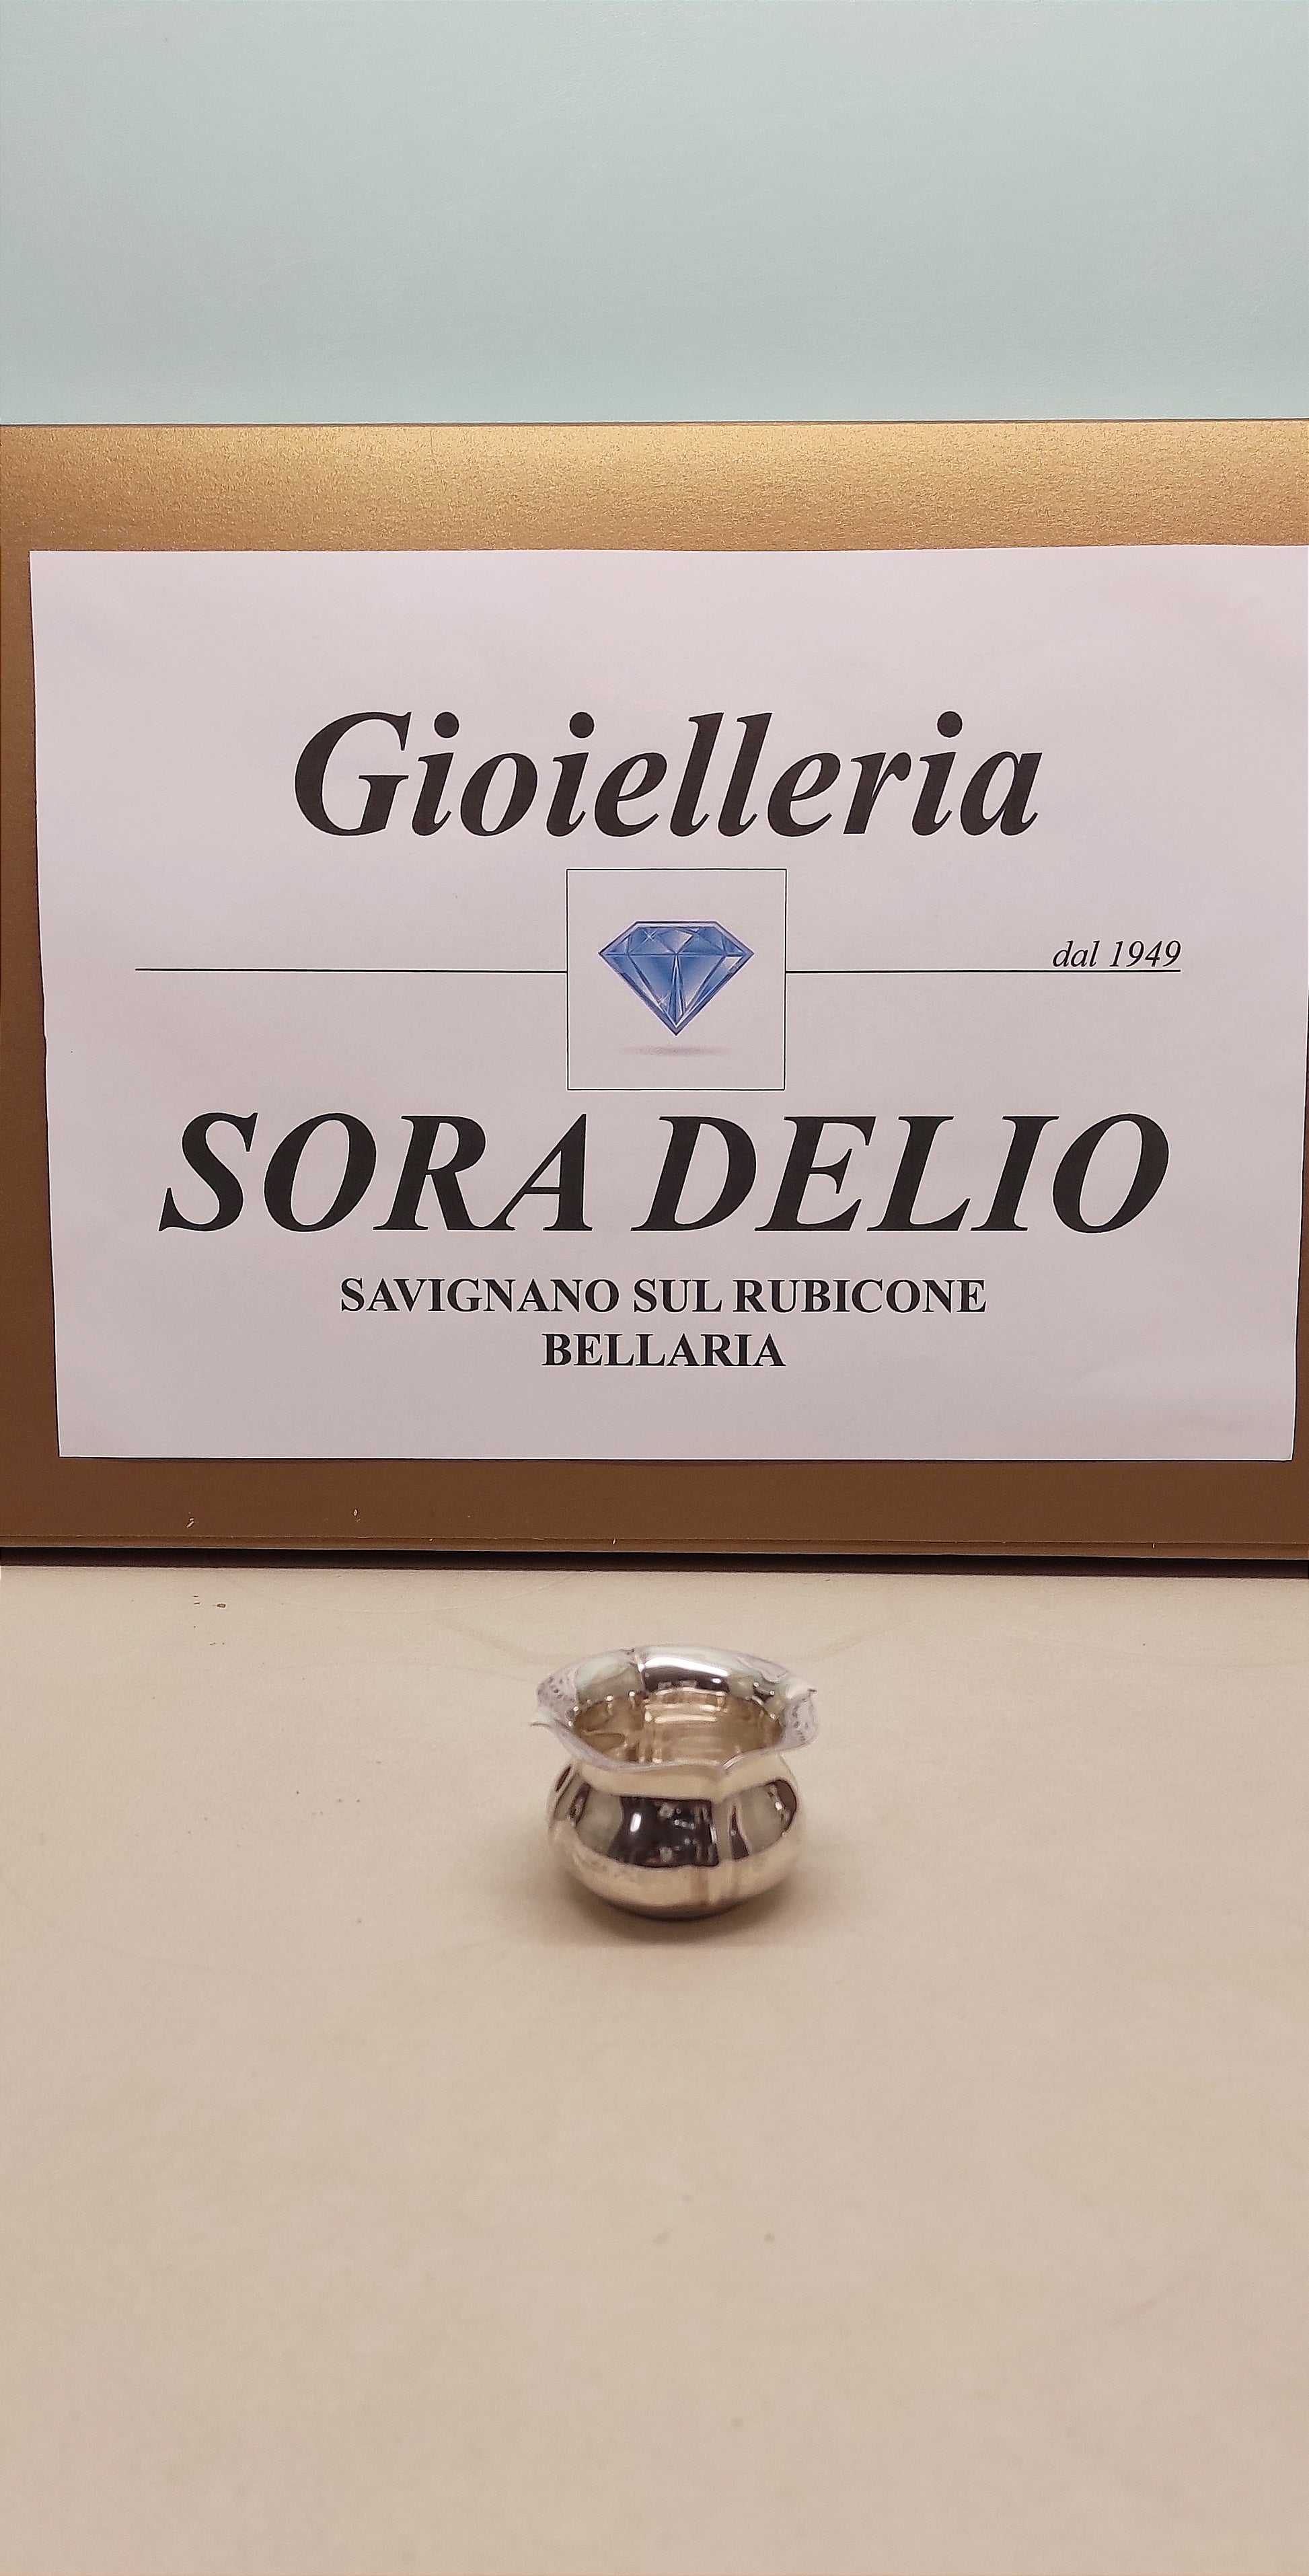 Gioielleria
dal 1949
SORA DELIO
SAVIGNANO SUL RUBICONE
BELLARIA